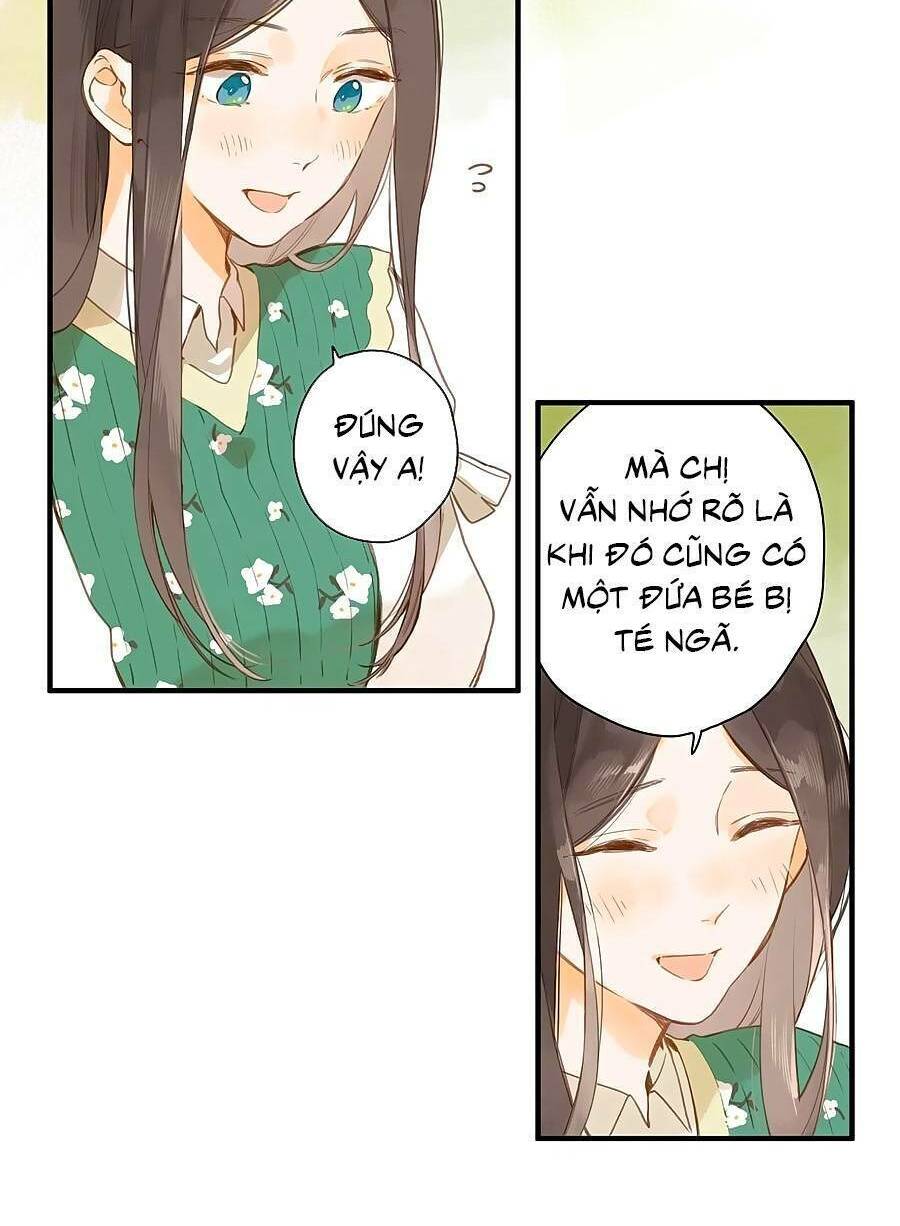 ĐÚNG
VẬY A!
MÀ CHỊ
VẪN NHỚ RÕ LÀ
KHI ĐÓ CŨNG CÓ
MỘT ĐỨA BÉ BỊ
TÉ NGÃ.